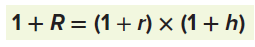 1 + R = (1 + r) × (1 + h)